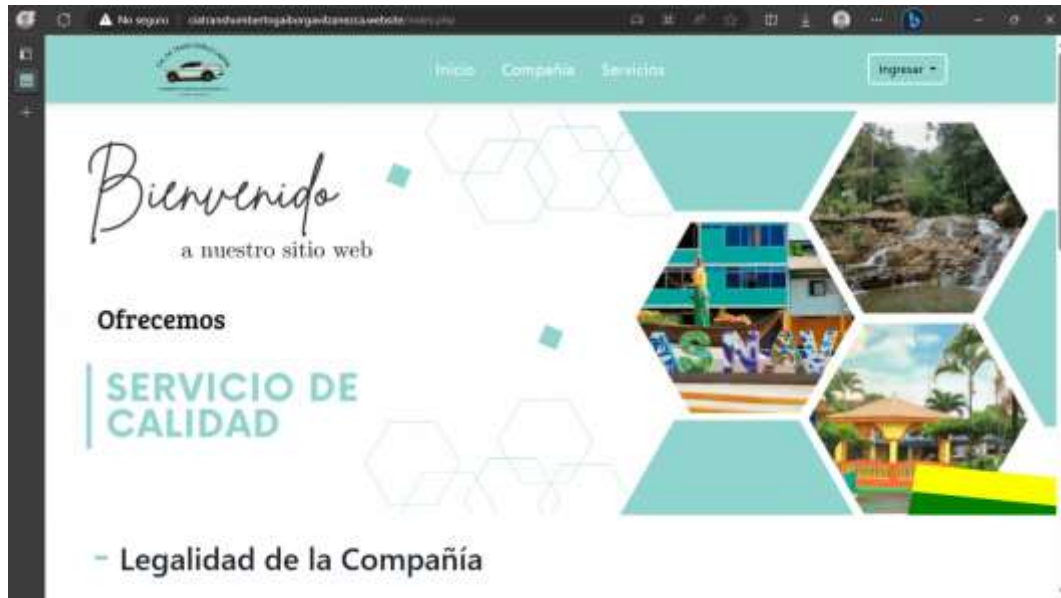 No seguro
Inicio Compañía Servicios
Ingresar
Bienvenido
a nuestro sitio web
Ofrecemos
SERVICIO DE
CALIDAD
- Legalidad de la Compañía